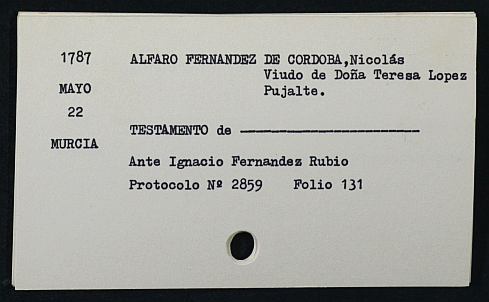 1787 ALFARO FERNANDEZ DE CORDOBA,Nicolás
Viudo de Doña Teresa Lopez
MAYO Pujalte.
22
TESTAMENTO de ------------------------
MURCIA
Ante Ignacio Fernandez Rubio
Protocolo Nº 2859 Folio 131